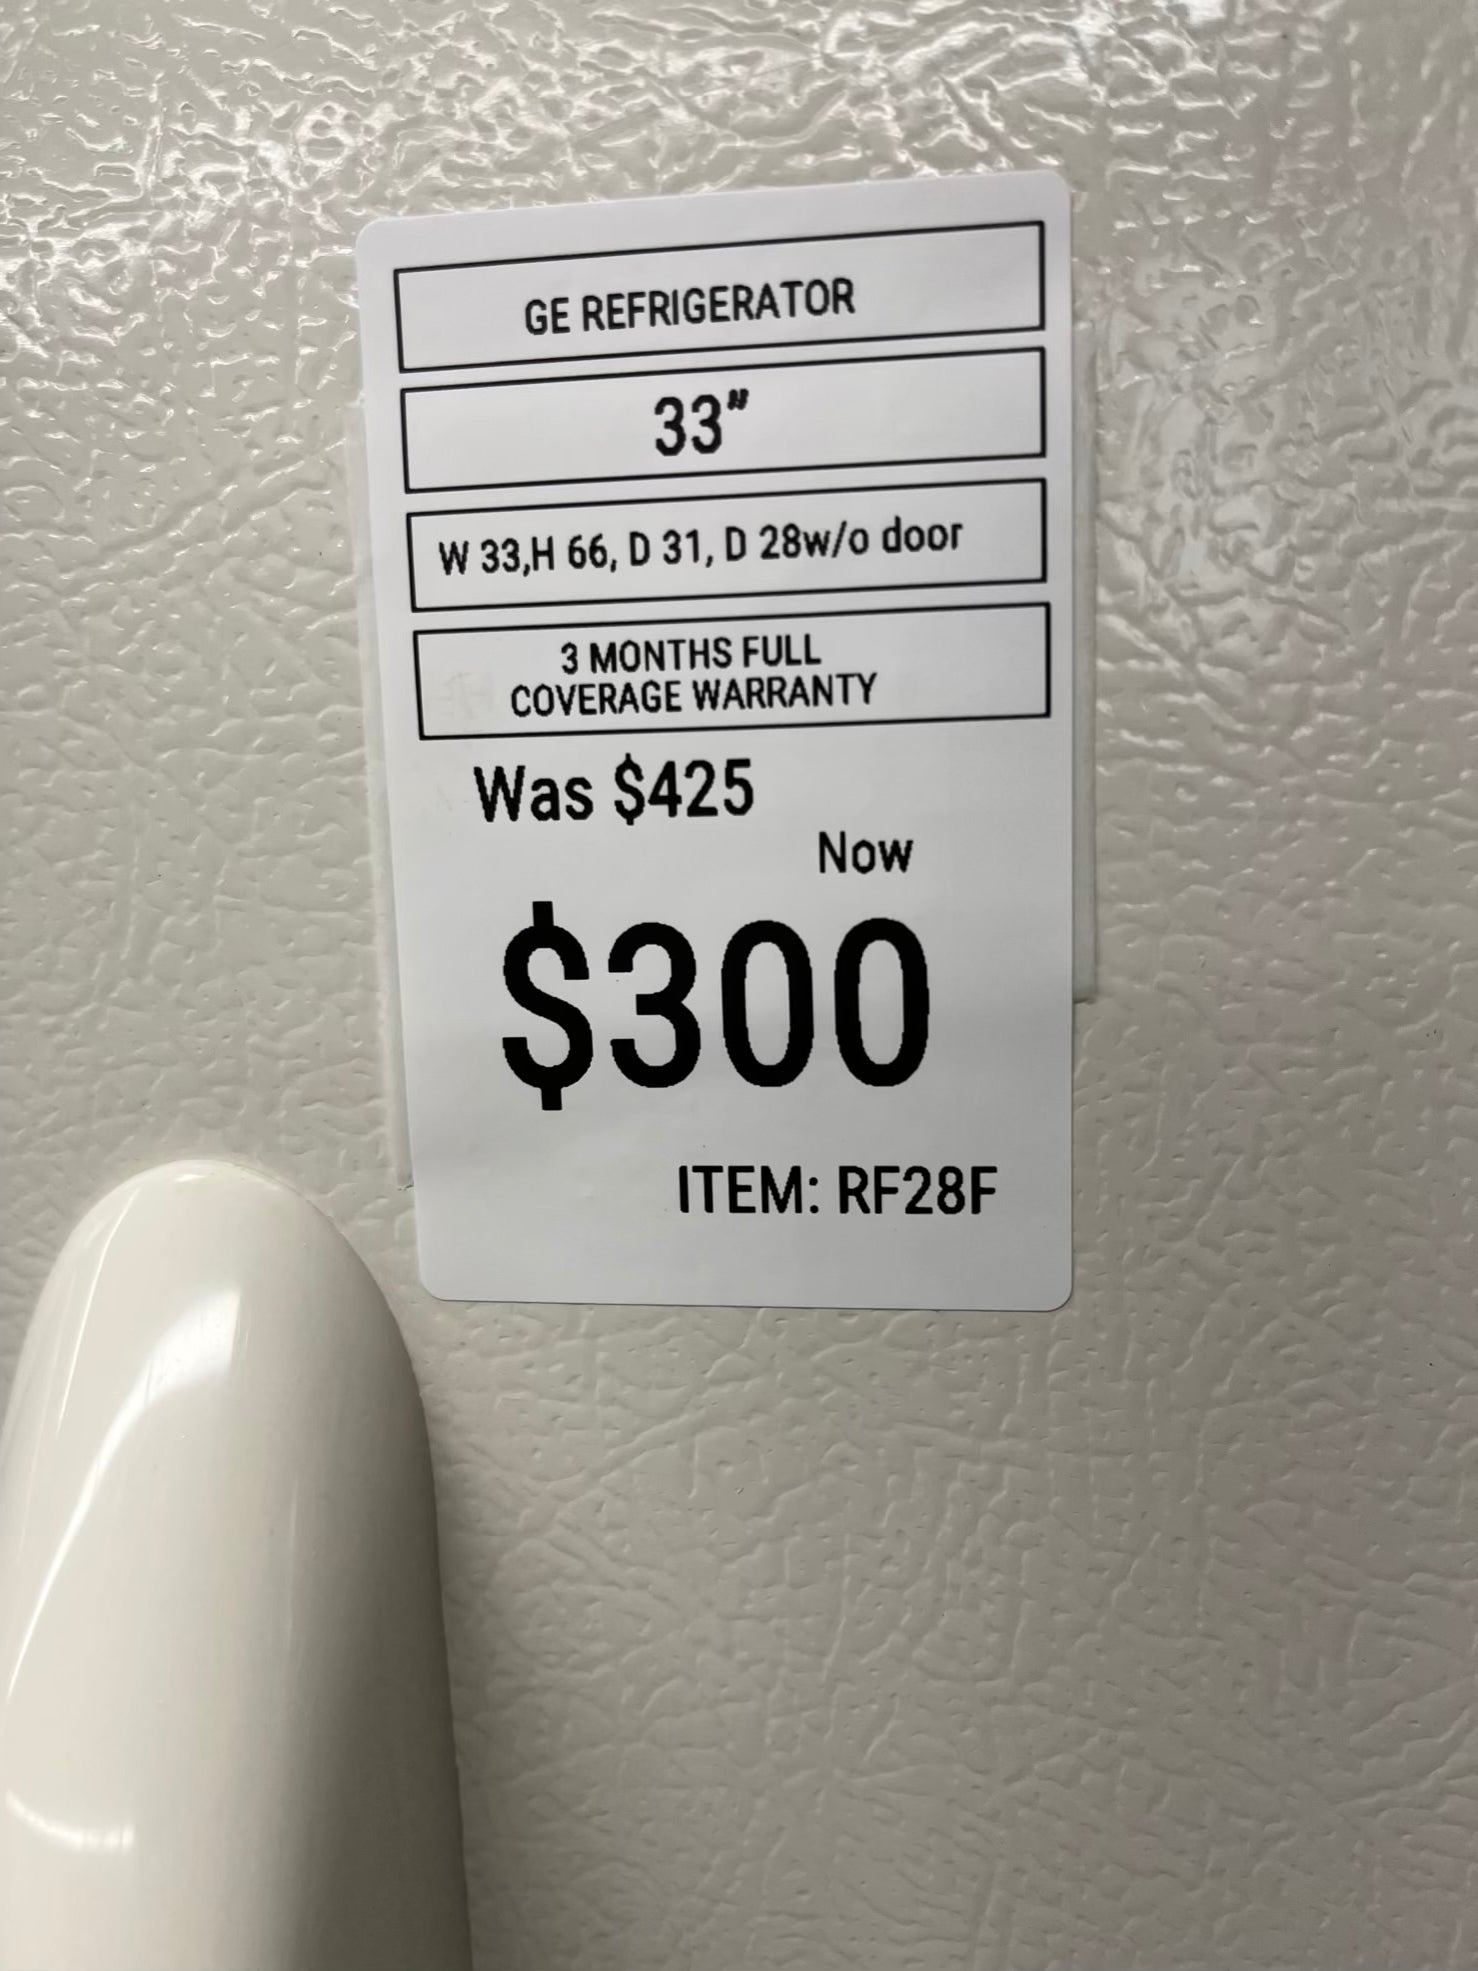 GE REFRIGERATOR
33"
W 33,H 66, D 31, D 28w/o door
3 MONTHS FULL
COVERAGE WARRANTY
Was $425
Now
$300
ITEM: RF28F